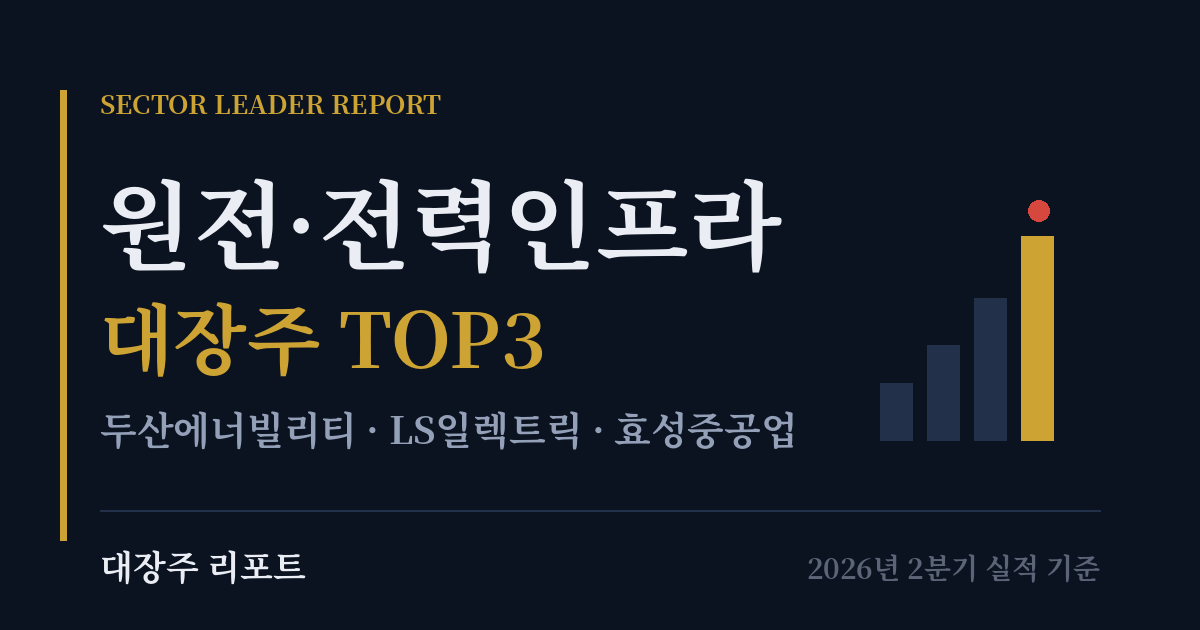 SECTOR LEADER REPORT
원전·전력인프라
대장주 TOP3
두산에너빌리티 · LS일렉트릭 · 효성중공업
대장주 리포트
2026년 2분기 실적 기준